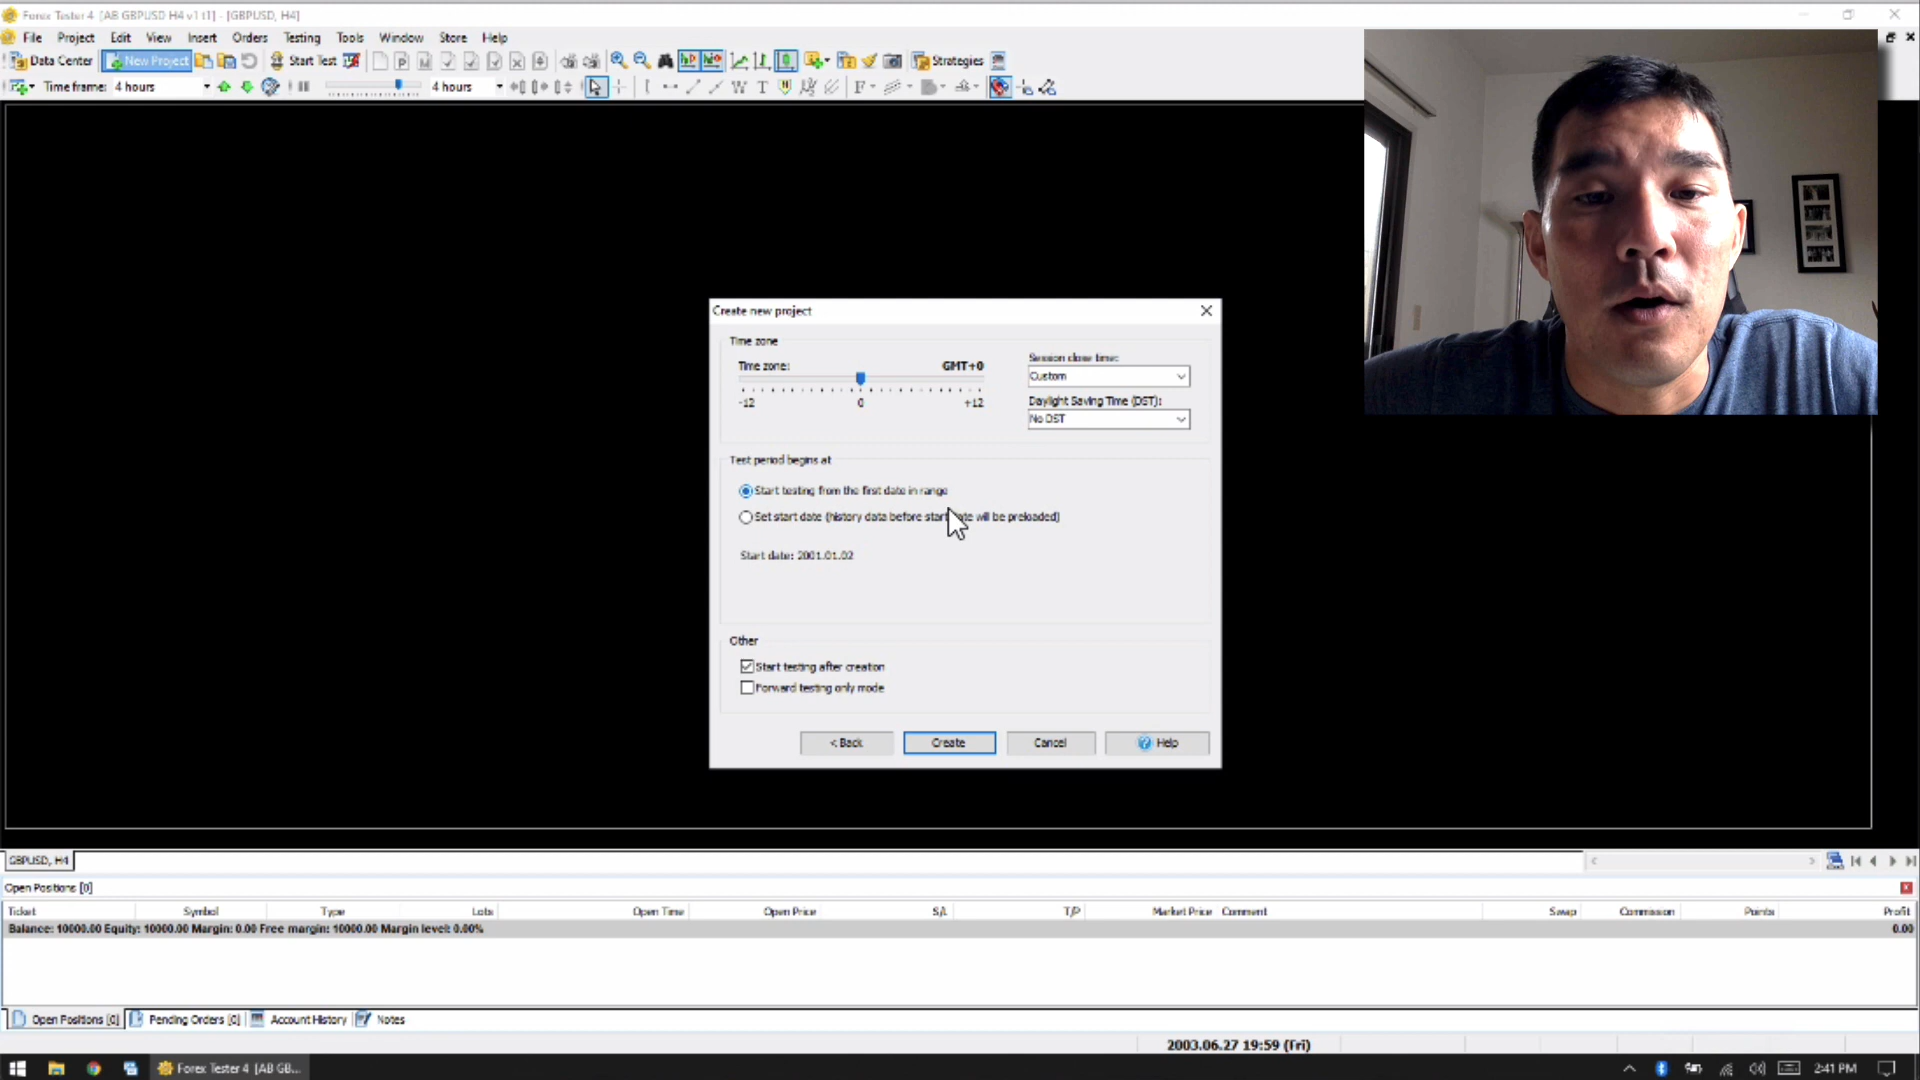 Forex Tester 4 [AB GBPUSD H4 v1 t1] - [GBPUSD, H4]
File Project Edit View Insert Orders Testing Tools Window Store Help
Data Center New Project Start Test Strategies
Time frame: 4 hours 4 hours
Create new project
Time zone
Time zone: GMT+0
-12 0 +12
Session close time:
Custom
Daylight Saving Time (DST):
No DST
Test period begins at
Start testing from the first date in range
Set start date (history data before start date will be preloaded)
Start date: 2001.01.02
Other
Start testing after creation
Forward testing only mode
< Back Create Cancel Help
GBPUSD, H4
Open Positions [0]
Ticket Symbol Type Lots Open Time Open Price S/L T/P Market Price Comment Swap Commission Points Profit
Balance: 10000.00 Equity: 10000.00 Margin: 0.00 Free margin: 10000.00 Margin level: 0.00% 0.00
Open Positions [0] Pending Orders [0] Account History Notes
2003.06.27 19:59 (Fri)
Forex Tester 4 [AB GB... 2:41 PM